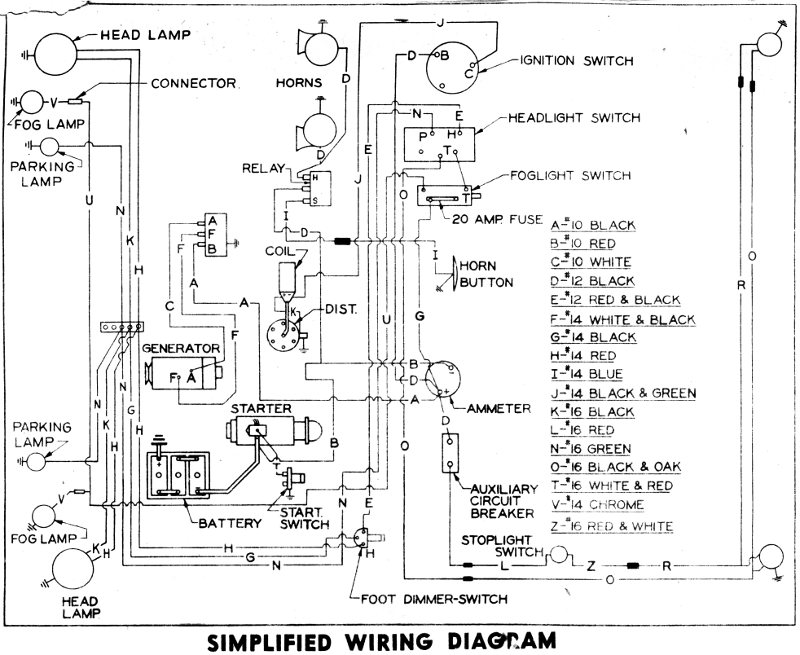 J
J
HEAD LAMP
D
B
C
IGNITION SWITCH
HORNS
D
V
CONNECTOR
FOG LAMP
N
E
P
H
T
HEADLIGHT SWITCH
PARKING LAMP
D
E
RELAY
H
S
J
O
T
FOGLIGHT SWITCH
20 AMP. FUSE
U
N
K
H
I
D
A
F
B
A
F
COIL
I
HORN BUTTON
A-#10 BLACK
B-#10 RED
C-#10 WHITE
D-#12 BLACK
E-#12 RED & BLACK
F-#14 WHITE & BLACK
G-#14 BLACK
H-#14 RED
I-#14 BLUE
J-#14 BLACK & GREEN
K-#16 BLACK
L-#16 RED
N-#16 GREEN
O-#16 BLACK & OAK
T-#16 WHITE & RED
V-#14 CHROME
Z-#16 RED & WHITE
O
R
A
C
A
F
K
DIST.
U
G
GENERATOR
F
A
B
D
A
AMMETER
N
K
H
N
G
H
STARTER
B
D
O
PARKING LAMP
T
AUXILIARY CIRCUIT BREAKER
V
BATTERY
START. SWITCH
N
E
FOG LAMP
K
H
H
G
N
H
STOPLIGHT SWITCH
L
Z
R
O
HEAD LAMP
FOOT DIMMER-SWITCH
SIMPLIFIED WIRING DIAGRAM